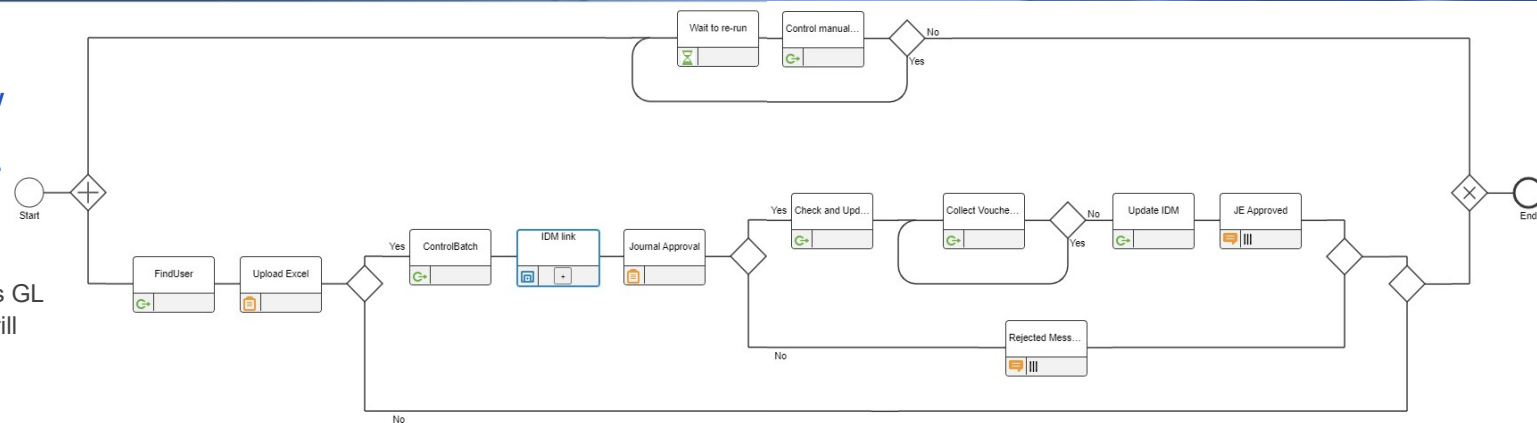 Wait to re-run
Control manual...
No
Yes
Start
FindUser
Upload Excel
Yes
ControlBatch
IDM link
Journal Approval
Yes
Check and Upd...
Collect Vouche...
No
Yes
Update IDM
JE Approved
End
s GL
Rejected Mess...
No
No